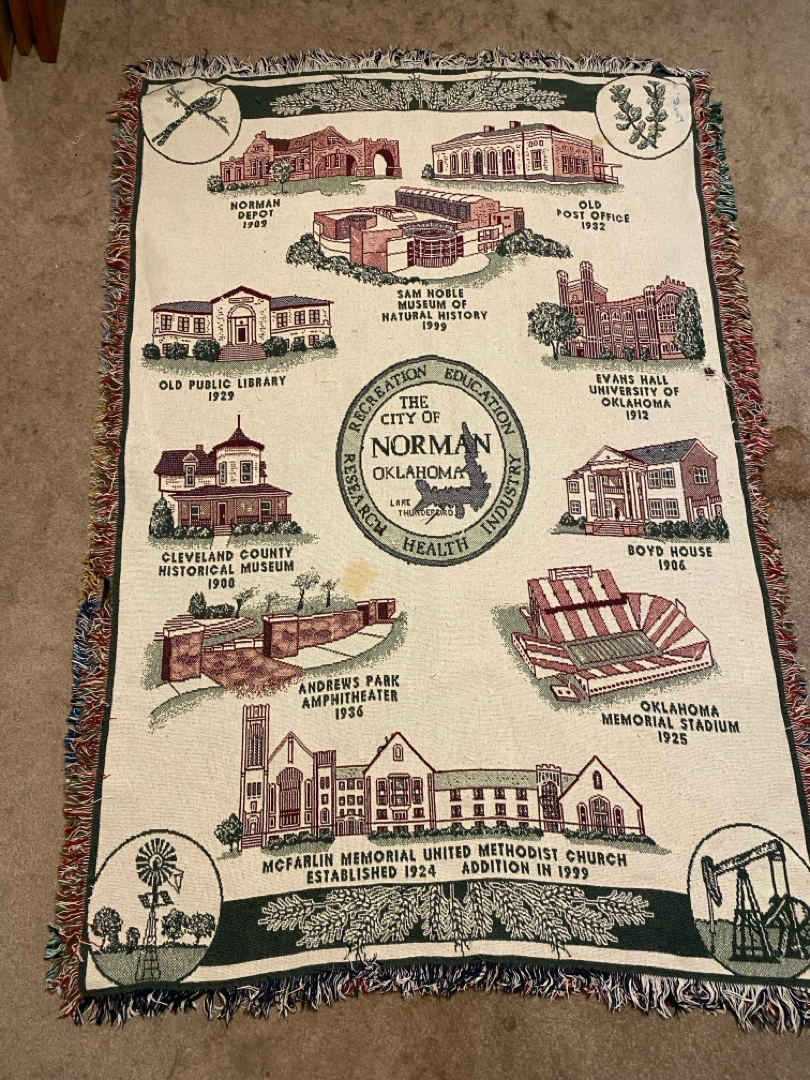 NORMAN
DEPOT
1909
OLD
POST OFFICE
1932
SAM NOBLE
MUSEUM OF
NATURAL HISTORY
1999
OLD PUBLIC LIBRARY
1929
EVANS HALL
UNIVERSITY OF
OKLAHOMA
1912
RECREATION EDUCATION
THE
CITY OF
NORMAN
OKLAHOMA
LAKE
THUNDERBIRD
RESEARCH HEALTH INDUSTRY
CLEVELAND COUNTY
HISTORICAL MUSEUM
1900
BOYD HOUSE
1906
ANDREWS PARK
AMPHITHEATER
1936
OKLAHOMA
MEMORIAL STADIUM
1925
MCFARLIN MEMORIAL UNITED METHODIST CHURCH
ESTABLISHED 1924 ADDITION IN 1999